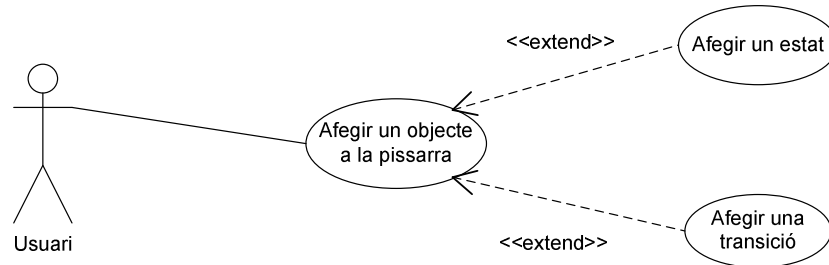 <<extend>>
Afegir un estat
Afegir un objecte
a la pissarra
Usuari
<<extend>>
Afegir una
transició